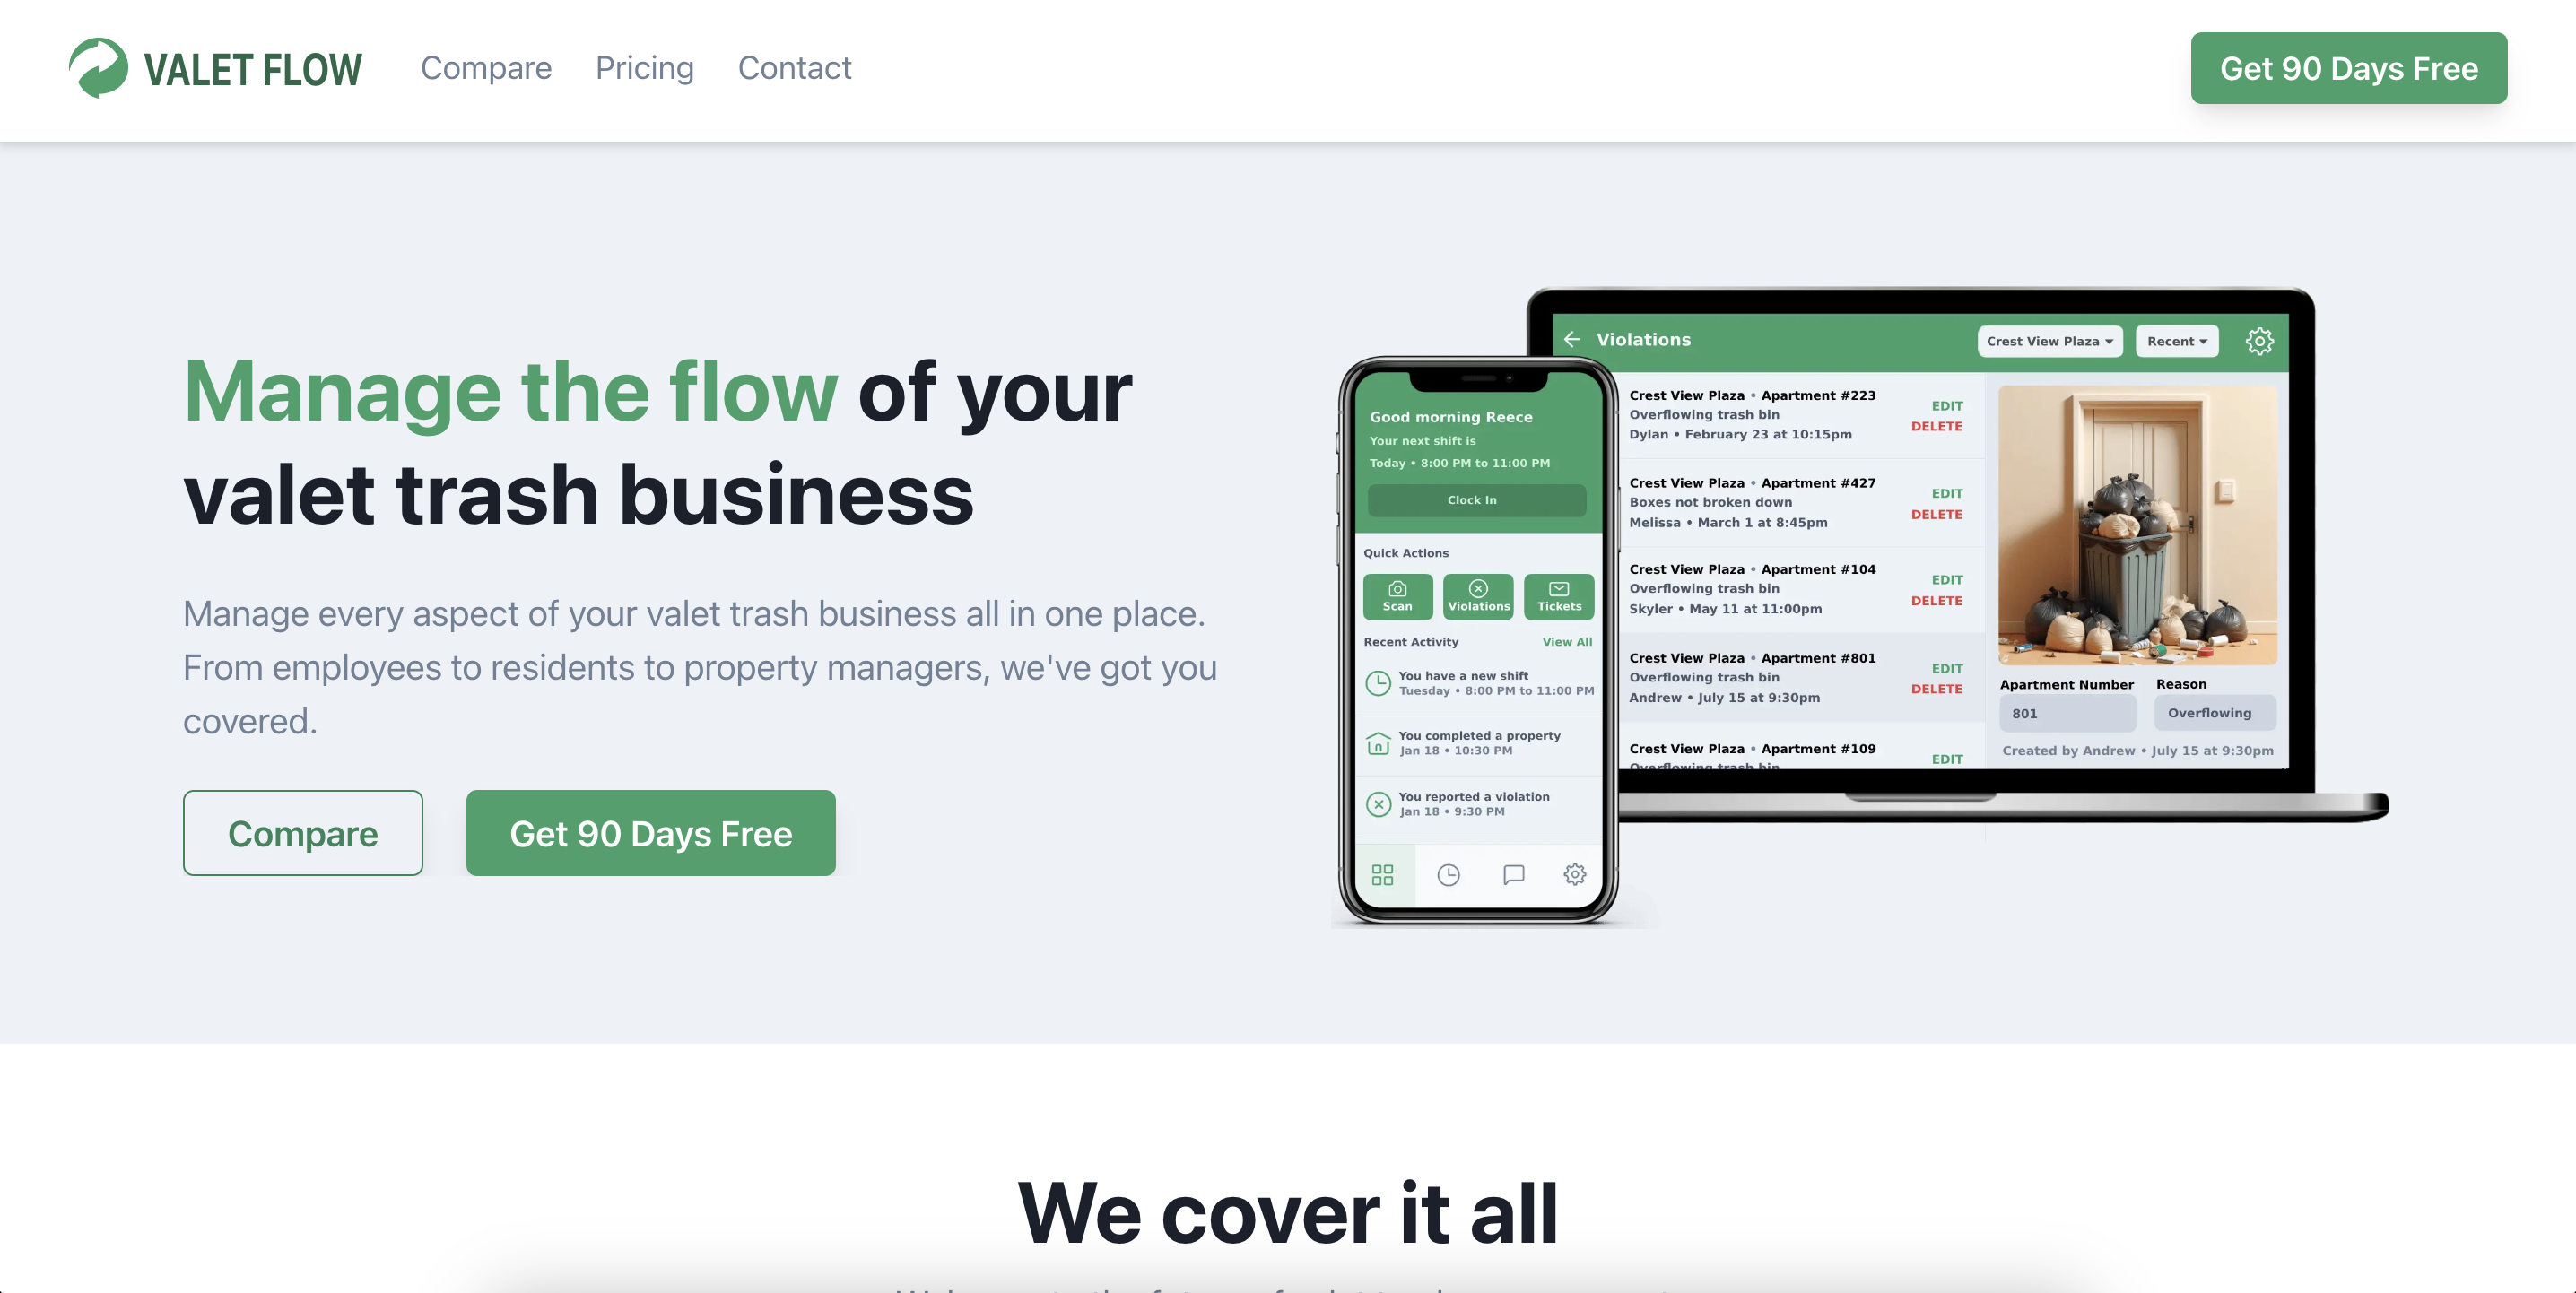 VALET FLOW
Compare
Pricing
Contact
Get 90 Days Free
Manage the flow of your
valet trash business
Manage every aspect of your valet trash business all in one place.
From employees to residents to property managers, we've got you
covered.
Compare
Get 90 Days Free
Good morning Reece
Your next shift is
Today • 8:00 PM to 11:00 PM
Clock In
Quick Actions
Scan
Violations
Tickets
Recent Activity
View All
You have a new shift
Tuesday • 8:00 PM to 11:00 PM
You completed a property
Jan 18 • 10:30 PM
You reported a violation
Jan 18 • 9:30 PM
Violations
Crest View Plaza
Recent
Crest View Plaza • Apartment #223
Overflowing trash bin
Dylan • February 23 at 10:15pm
EDIT
DELETE
Crest View Plaza • Apartment #427
Boxes not broken down
Melissa • March 1 at 8:45pm
EDIT
DELETE
Crest View Plaza • Apartment #104
Overflowing trash bin
Skyler • May 11 at 11:00pm
EDIT
DELETE
Crest View Plaza • Apartment #801
Overflowing trash bin
Andrew • July 15 at 9:30pm
EDIT
DELETE
Crest View Plaza • Apartment #109
Overflowing trash bin
EDIT
Apartment Number
801
Reason
Overflowing
Created by Andrew • July 15 at 9:30pm
We cover it all